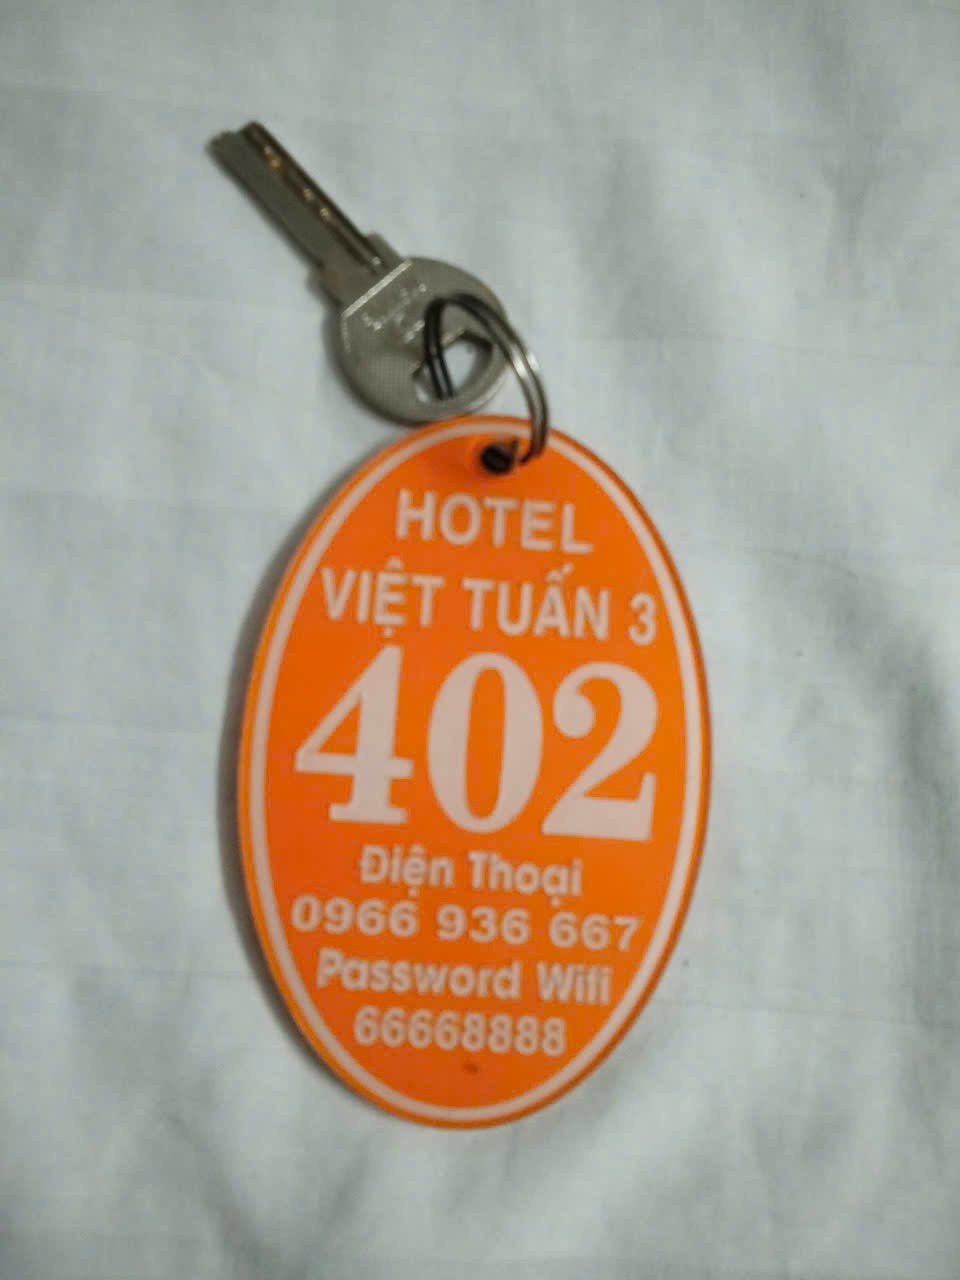 HOTEL
VIỆT TUẤN 3
402
Điện Thoại
0966 936 667
Password Wifi
66668888